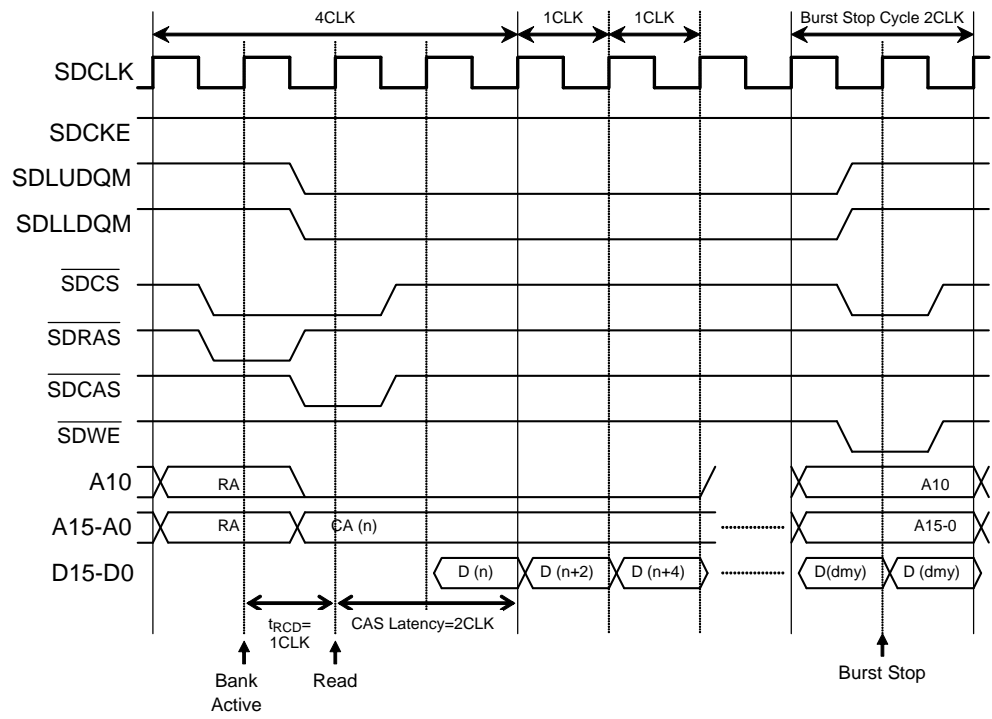 4CLK 1CLK 1CLK Burst Stop Cycle 2CLK
SDCLK
SDCKE
SDLUDQM
SDLLDQM
SDCS
SDRAS
SDCAS
SDWE
A10 RA A10
A15-A0 RA CA (n) A15-0
D15-D0 D (n) D (n+2) D (n+4) D(dmy) D (dmy)
tRCD=
1CLK
CAS Latency=2CLK
Bank
Active
Read
Burst Stop